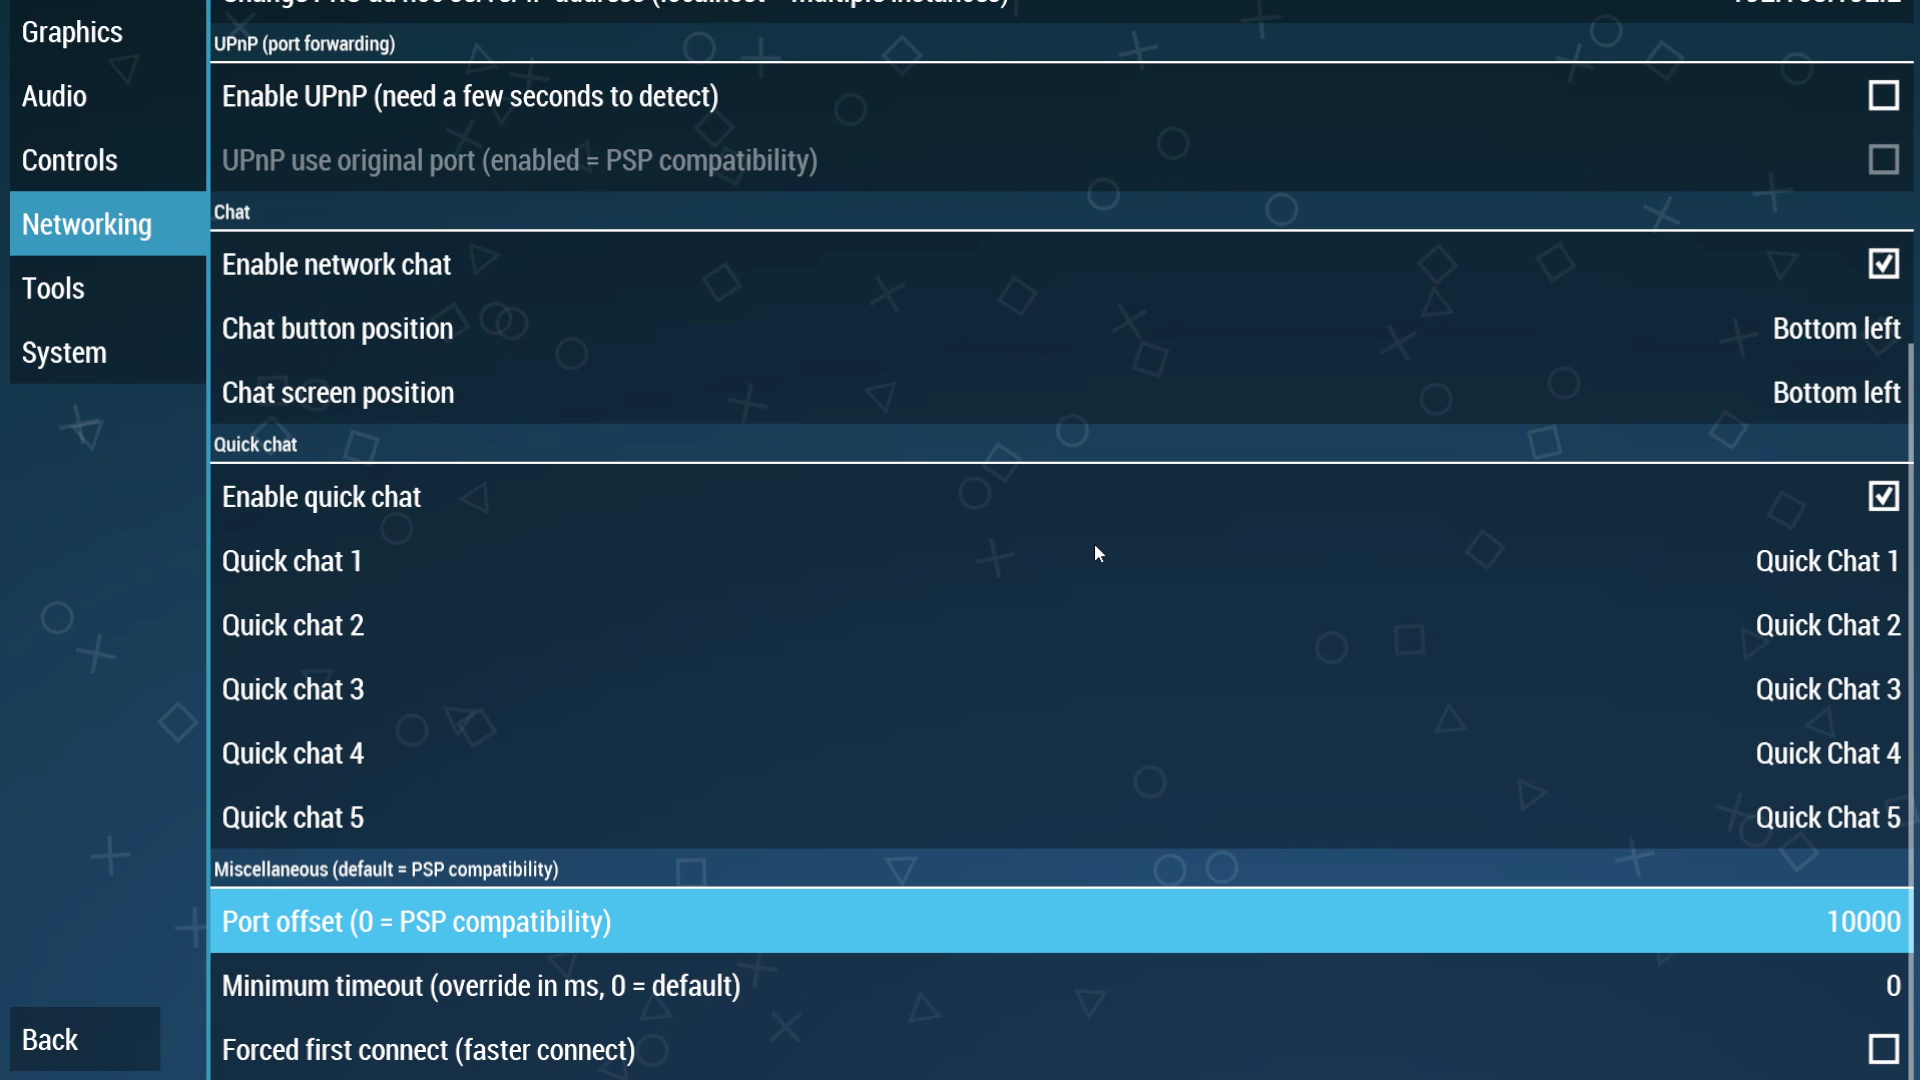 Graphics
Audio
Controls
Networking
Tools
System
Back
UPnP (port forwarding)
Enable UPnP (need a few seconds to detect)
UPnP use original port (enabled = PSP compatibility)
Chat
Enable network chat
Chat button position Bottom left
Chat screen position Bottom left
Quick chat
Enable quick chat
Quick chat 1 Quick Chat 1
Quick chat 2 Quick Chat 2
Quick chat 3 Quick Chat 3
Quick chat 4 Quick Chat 4
Quick chat 5 Quick Chat 5
Miscellaneous (default = PSP compatibility)
Port offset (0 = PSP compatibility) 10000
Minimum timeout (override in ms, 0 = default) 0
Forced first connect (faster connect)